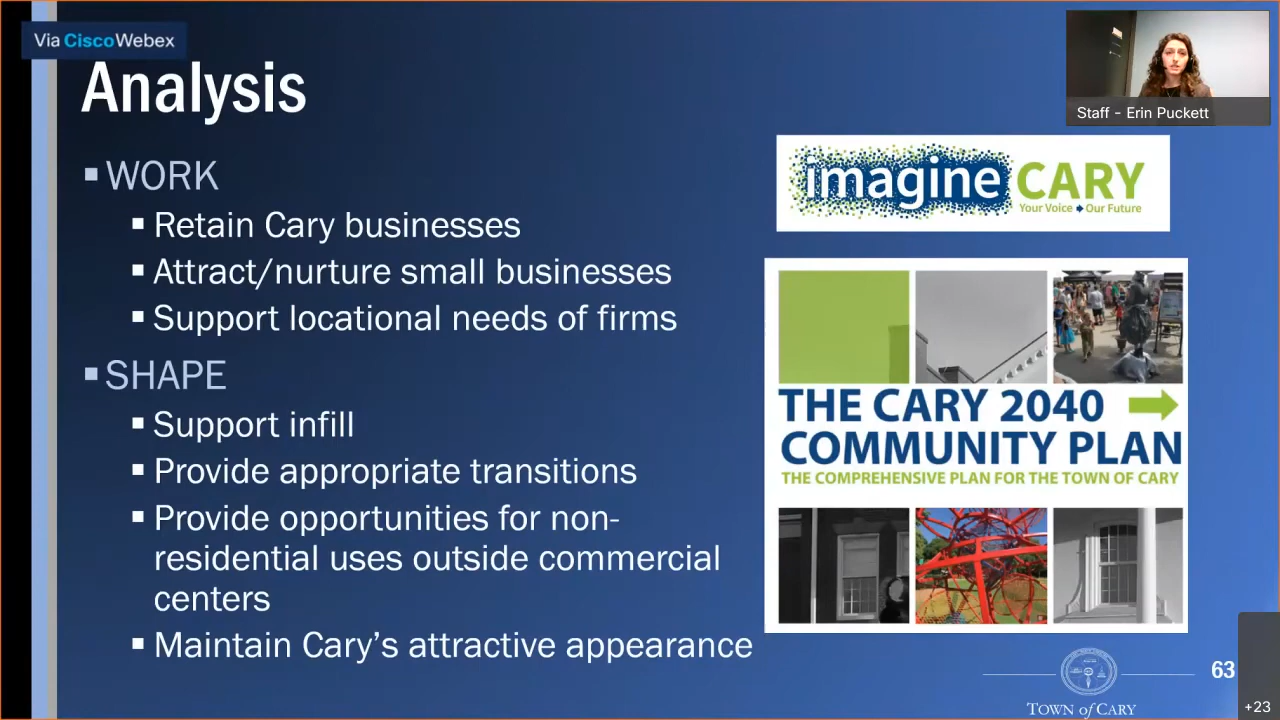 Via CiscoWebex
Analysis
▪ WORK
▪ Retain Cary businesses
▪ Attract/nurture small businesses
▪ Support locational needs of firms
▪ SHAPE
▪ Support infill
▪ Provide appropriate transitions
▪ Provide opportunities for non-
residential uses outside commercial
centers
▪ Maintain Cary’s attractive appearance
Staff - Erin Puckett
imagine CARY
Your Voice Our Future
THE CARY 2040
COMMUNITY PLAN
THE COMPREHENSIVE PLAN FOR THE TOWN OF CARY
63
TOWN of CARY
+23